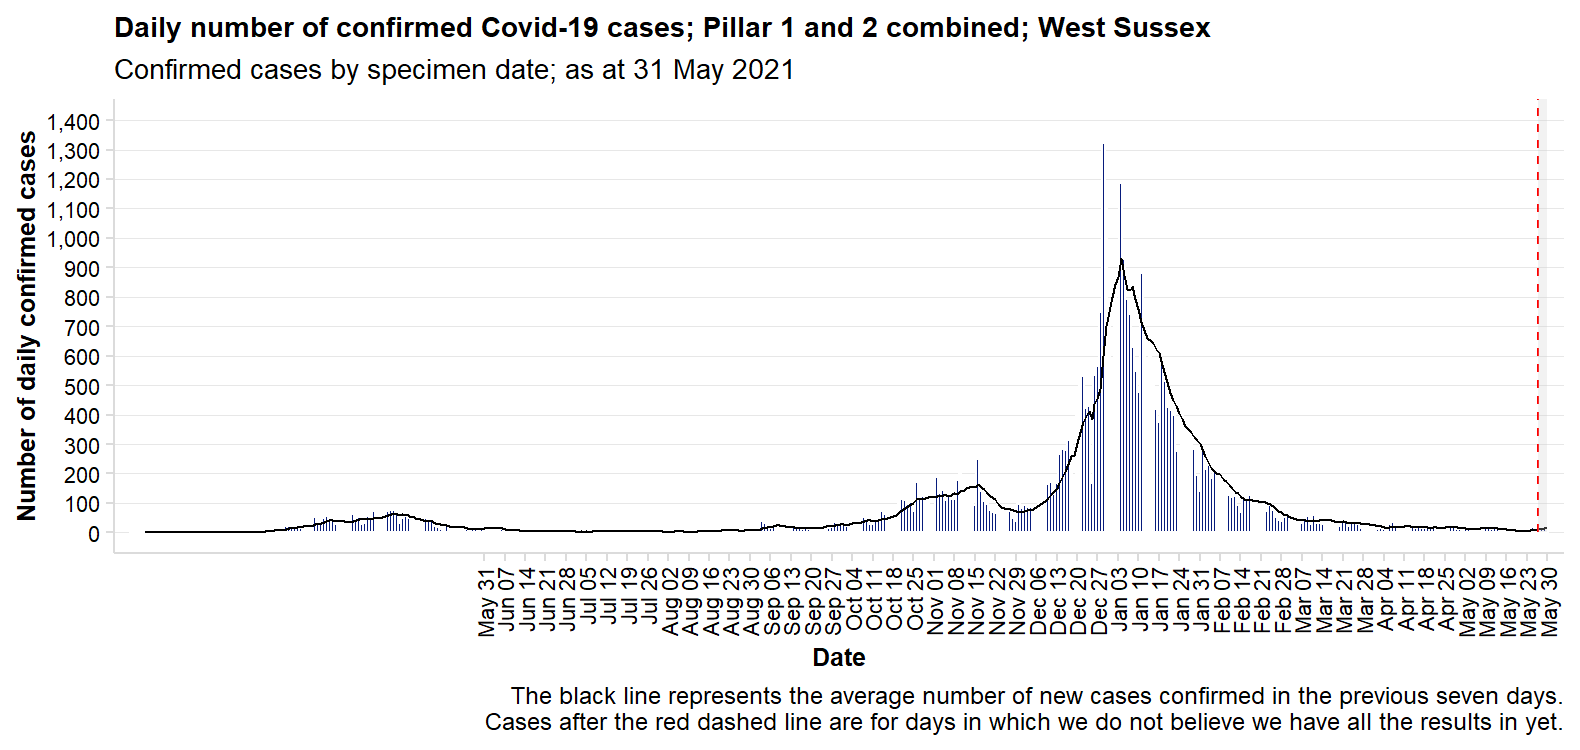 Daily number of confirmed Covid-19 cases; Pillar 1 and 2 combined; West Sussex
Confirmed cases by specimen date; as at 31 May 2021
Number of daily confirmed cases
1,400
1,300
1,200
1,100
1,000
900
800
700
600
500
400
300
200
100
0
May 31
Jun 07
Jun 14
Jun 21
Jun 28
Jul 05
Jul 12
Jul 19
Jul 26
Aug 02
Aug 09
Aug 16
Aug 23
Aug 30
Sep 06
Sep 13
Sep 20
Sep 27
Oct 04
Oct 11
Oct 18
Oct 25
Nov 01
Nov 08
Nov 15
Nov 22
Nov 29
Dec 06
Dec 13
Dec 20
Dec 27
Jan 03
Jan 10
Jan 17
Jan 24
Jan 31
Feb 07
Feb 14
Feb 21
Feb 28
Mar 07
Mar 14
Mar 21
Mar 28
Apr 04
Apr 11
Apr 18
Apr 25
May 02
May 09
May 16
May 23
May 30
Date
The black line represents the average number of new cases confirmed in the previous seven days.
Cases after the red dashed line are for days in which we do not believe we have all the results in yet.